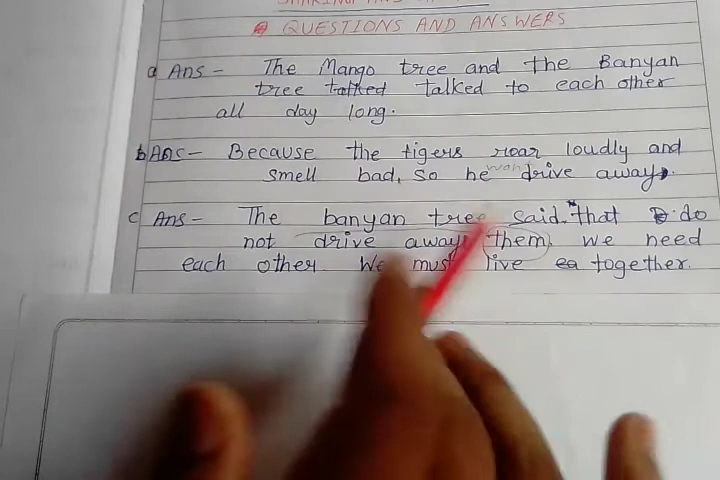 QUESTIONS AND ANSWERS
a Ans - The Mango tree and the Banyan
tree talked talked to each other
all day long.
b Ans - Because the tigers roar loudly and
smell bad, so he drive away.
c Ans - The banyan tree said that do
not drive away them, we need
each other. We must live ea together.